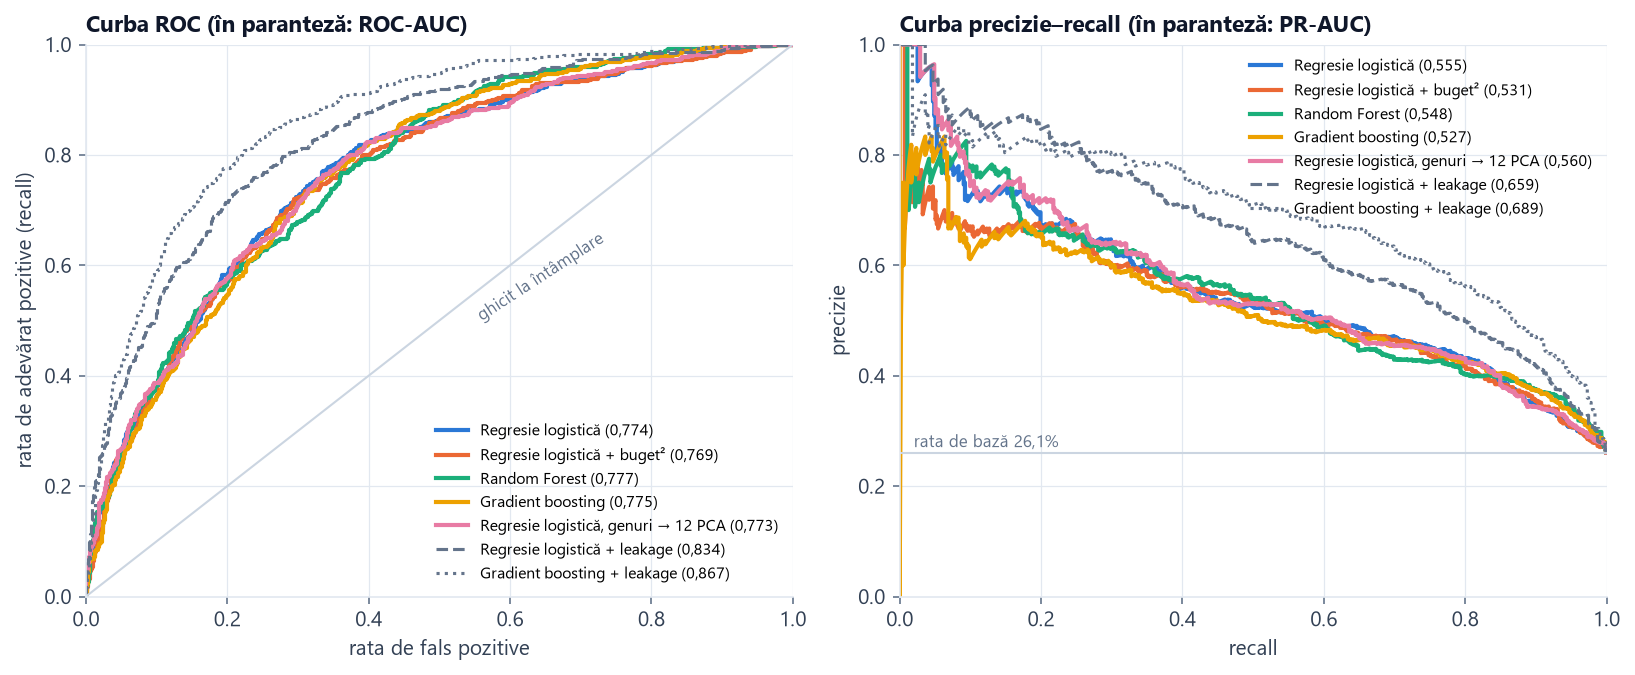 Curba ROC (în paranteză: ROC-AUC)
1.0
0.8
0.6
0.4
0.2
0.0
rata de adevărat pozitive (recall)
ghicit la întâmplare
Regresie logistică (0,774)
Regresie logistică + buget² (0,769)
Random Forest (0,777)
Gradient boosting (0,775)
Regresie logistică, genuri → 12 PCA (0,773)
Regresie logistică + leakage (0,834)
Gradient boosting + leakage (0,867)
0.0 0.2 0.4 0.6 0.8 1.0
rata de fals pozitive
Curba precizie–recall (în paranteză: PR-AUC)
1.0
0.8
0.6
0.4
0.2
0.0
precizie
Regresie logistică (0,555)
Regresie logistică + buget² (0,531)
Random Forest (0,548)
Gradient boosting (0,527)
Regresie logistică, genuri → 12 PCA (0,560)
Regresie logistică + leakage (0,659)
Gradient boosting + leakage (0,689)
rata de bază 26,1%
0.0 0.2 0.4 0.6 0.8 1.0
recall